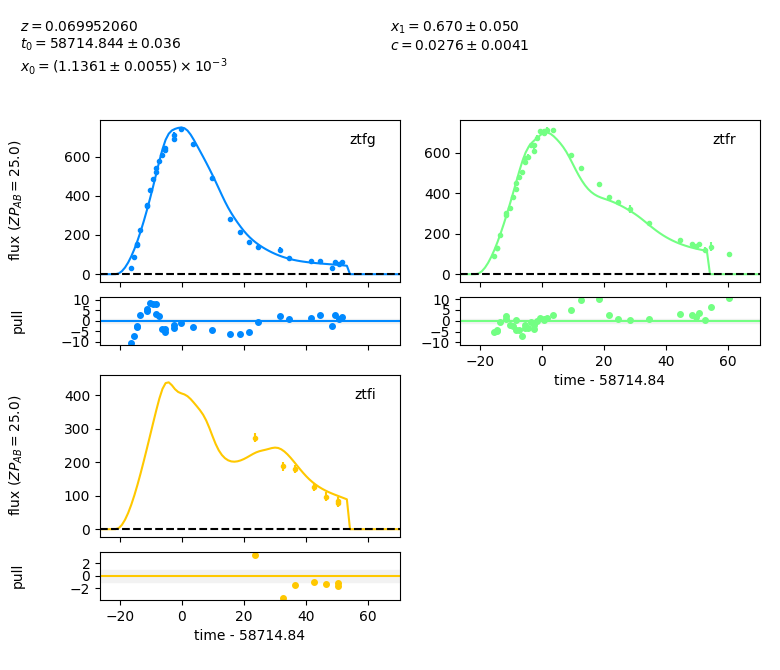 z = 0.069952060
t₀ = 58714.844 ± 0.036
x₀ = (1.1361 ± 0.0055) × 10⁻³
x₁ = 0.670 ± 0.050
c = 0.0276 ± 0.0041
flux (ZP_AB = 25.0)
600
400
200
0
ztfg
600
400
200
0
ztfr
pull
10
5
0
−5
−10
10
5
0
−5
−10
−20 0 20 40 60
time - 58714.84
flux (ZP_AB = 25.0)
400
300
200
100
0
ztfi
pull
2
0
−2
−20 0 20 40 60
time - 58714.84